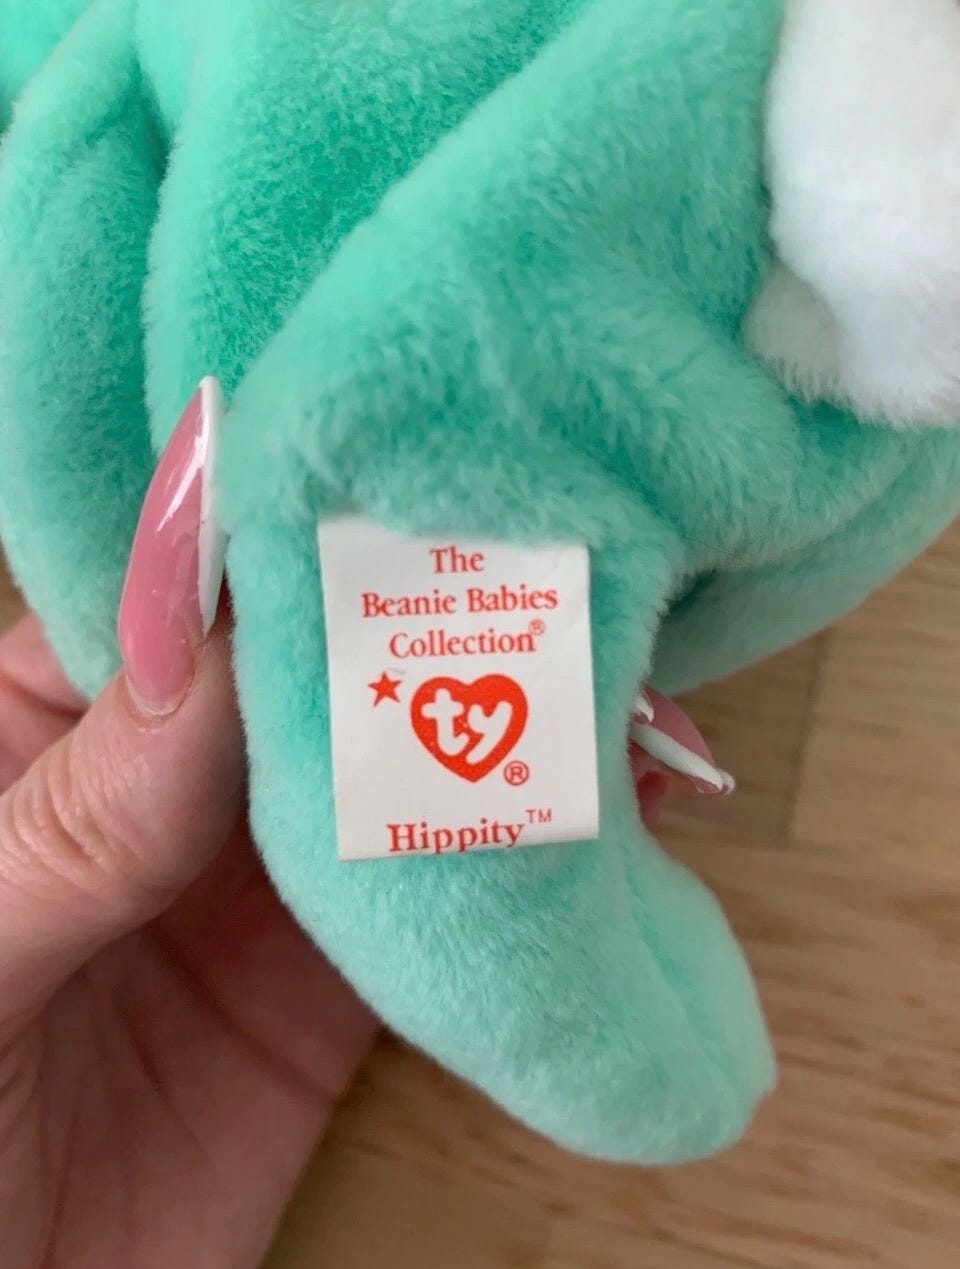 The
Beanie Babies
Collection®
ty®
Hippity™